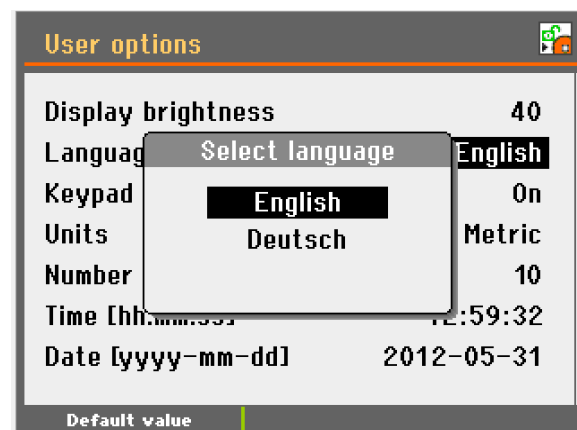 User options
Display brightness 40
Select language
Languag English
English
Keypad On
Deutsch
Units Metric
Number 10
Time [hh:mm:ss] 12:59:32
Date [yyyy-mm-dd] 2012-05-31
Default value